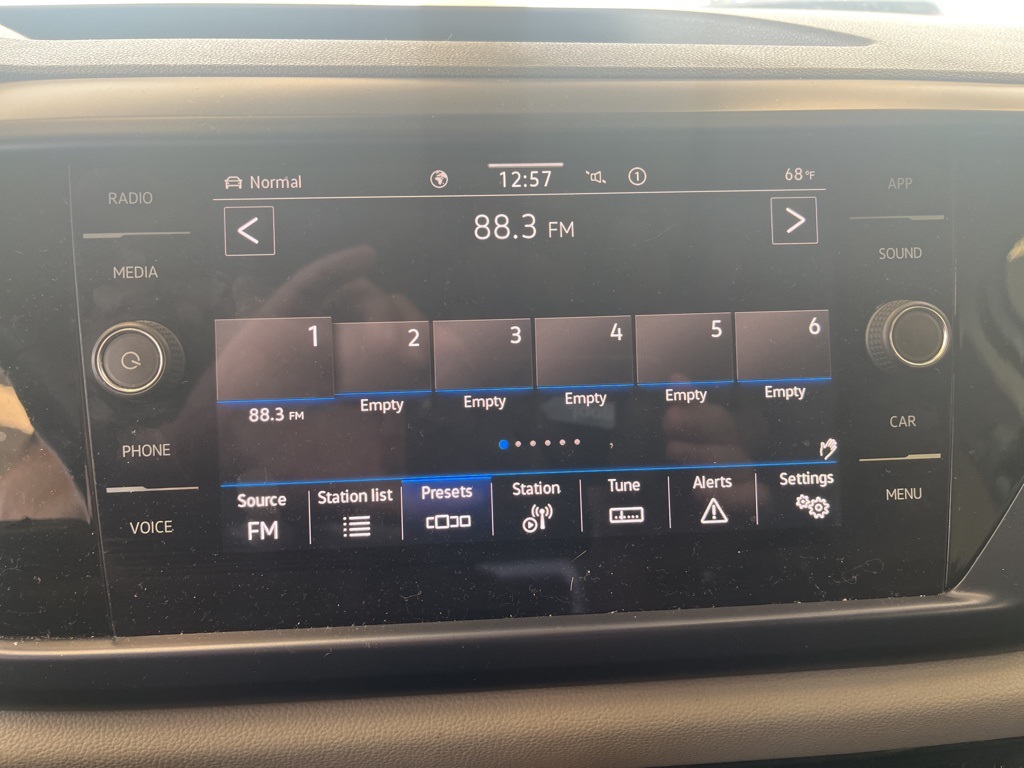 RADIO
MEDIA
PHONE
VOICE
Normal
12:57
1
68°F
88.3 FM
1
2
3
4
5
6
88.3 FM
Empty
Empty
Empty
Empty
Empty
Source
FM
Station list
Presets
Station
Tune
Alerts
Settings
APP
SOUND
CAR
MENU